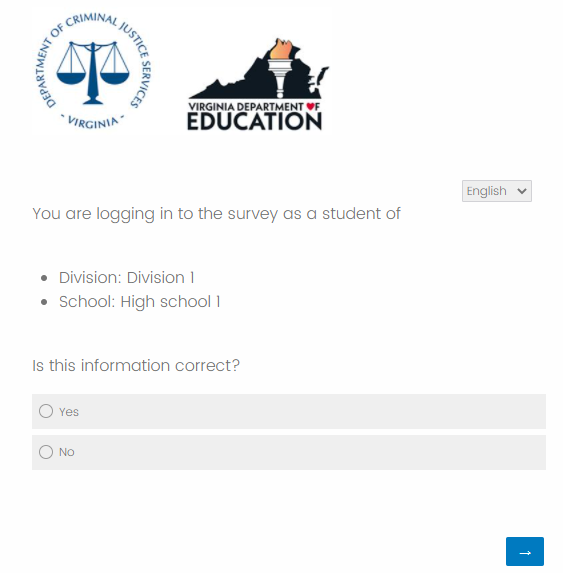 DEPARTMENT OF CRIMINAL JUSTICE SERVICES
- VIRGINIA -
VIRGINIA DEPARTMENT OF
EDUCATION
English
You are logging in to the survey as a student of
• Division: Division 1
• School: High school 1
Is this information correct?
Yes
No
→